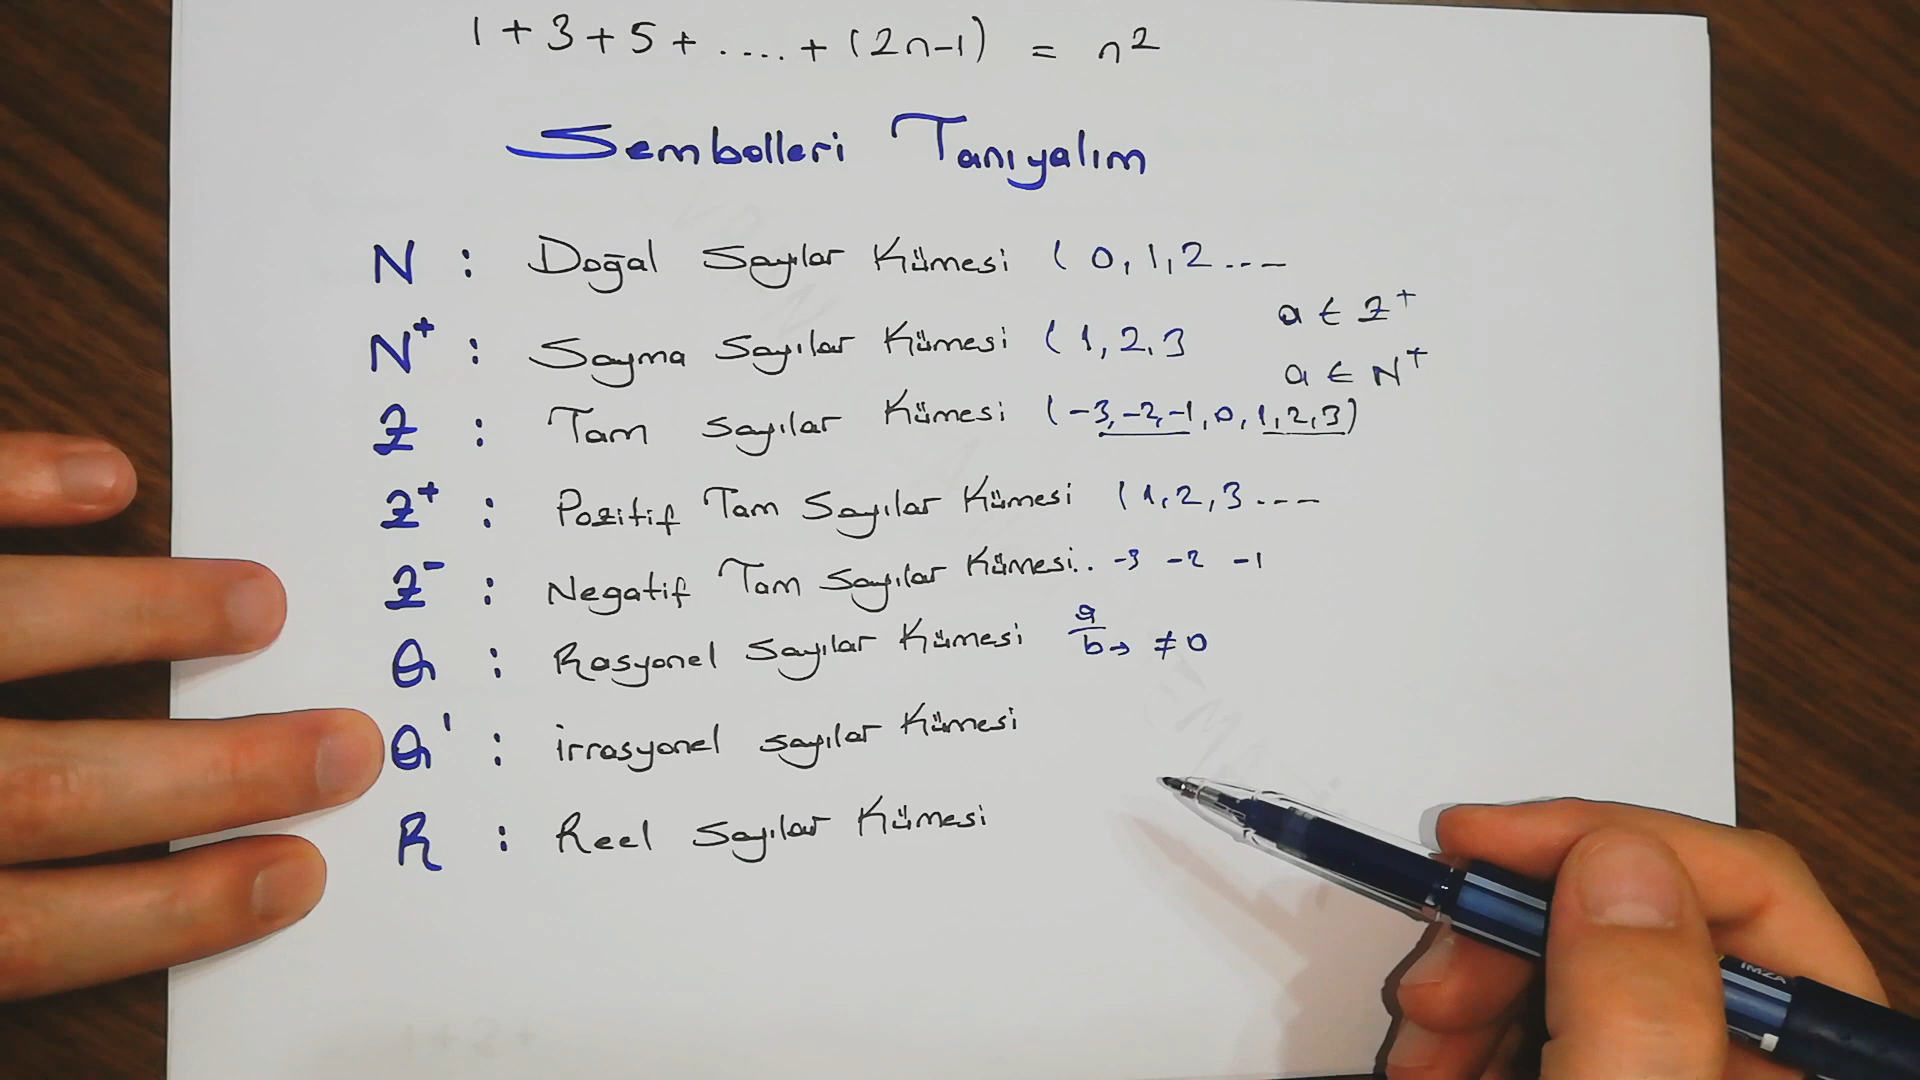 1+3+5+....+(2n-1) = n²
Sembolleri Tanıyalım
N : Doğal Sayılar Kümesi ( 0,1,2...-
a ∈ Z⁺
N⁺ : Sayma Sayılar Kümesi ( 1,2,3
a ∈ N⁺
Z : Tam Sayılar Kümesi (-3,-2,-1,0,1,2,3)
Z⁺ : Pozitif Tam Sayılar Kümesi (1,2,3 ...-
Z⁻ : Negatif Tam Sayılar Kümesi.. -3 -2 -1
Q : Rasyonel Sayılar Kümesi a/b → ≠0
Q' : irrasyonel sayılar Kümesi
R : Reel Sayılar Kümesi
IMZA